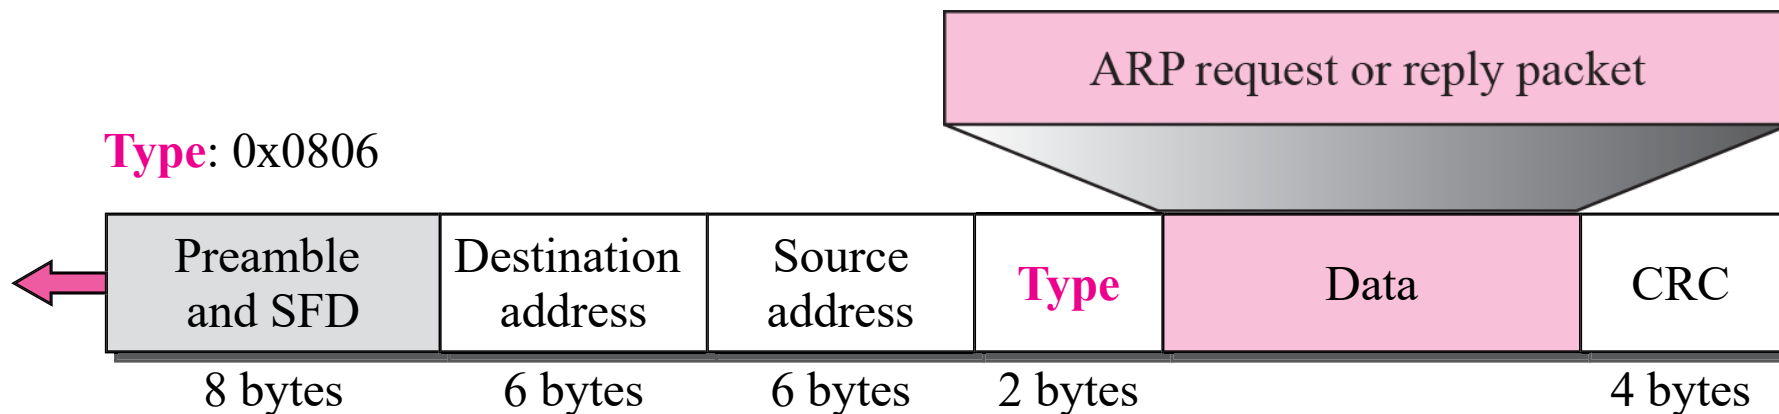 ARP request or reply packet
Type: 0x0806
Preamble
and SFD
Destination
address
Source
address
Type
Data
CRC
8 bytes
6 bytes
6 bytes
2 bytes
4 bytes